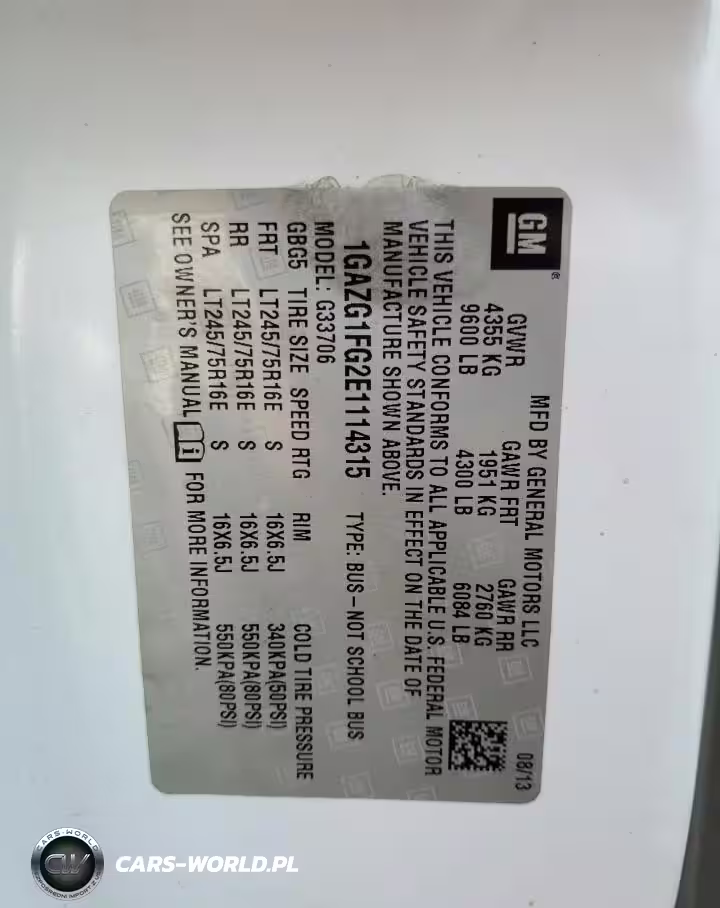 GM®
MFD BY GENERAL MOTORS LLC 08/13
GVWR GAWR FRT GAWR RR
4355 KG 1951 KG 2760 KG
9600 LB 4300 LB 6084 LB
THIS VEHICLE CONFORMS TO ALL APPLICABLE U.S. FEDERAL MOTOR
VEHICLE SAFETY STANDARDS IN EFFECT ON THE DATE OF
MANUFACTURE SHOWN ABOVE.
1GAZG1FG2E1114315 TYPE: BUS–NOT SCHOOL BUS
MODEL: G33706
GBG5 TIRE SIZE SPEED RTG RIM COLD TIRE PRESSURE
FRT LT245/75R16E S 16X6.5J 340KPA(50PSI)
RR LT245/75R16E S 16X6.5J 550KPA(80PSI)
SPA LT245/75R16E S 16X6.5J 550KPA(80PSI)
SEE OWNER'S MANUAL i FOR MORE INFORMATION.
CARS-WORLD
CW
CARS-WORLD.PL